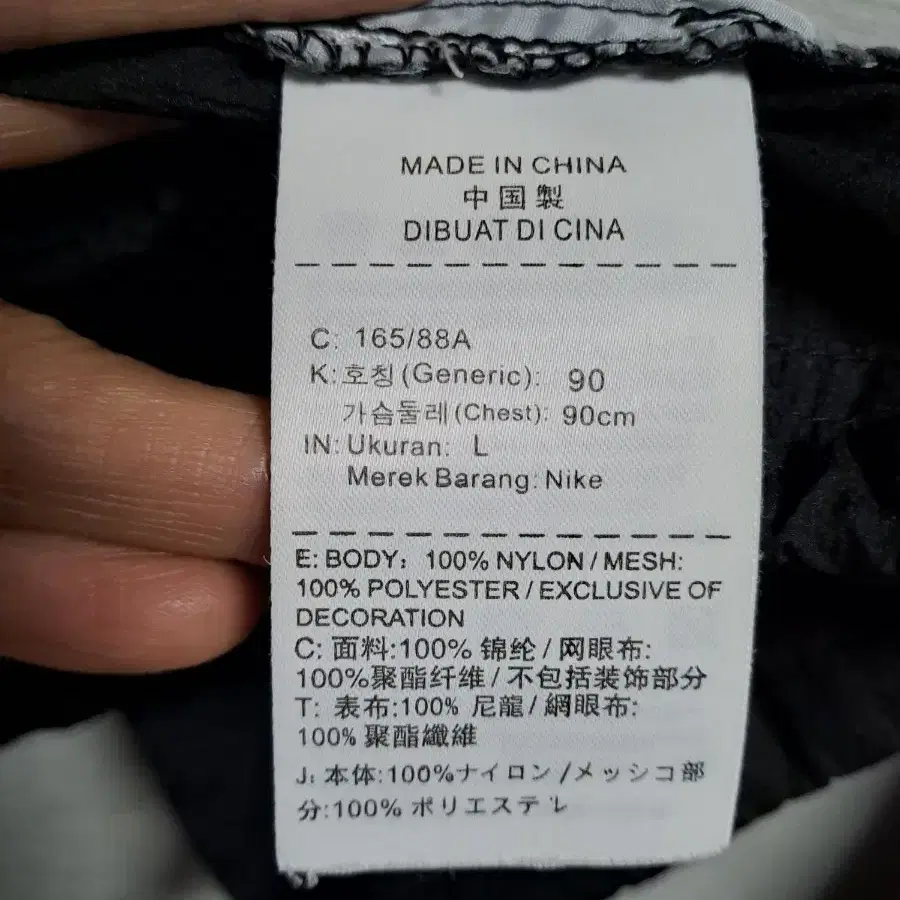 MADE IN CHINA
中国製
DIBUAT DI CINA
C: 165/88A
K:호칭(Generic): 90
가슴둘레(Chest): 90cm
IN: Ukuran: L
Merek Barang: Nike
E: BODY: 100% NYLON / MESH:
100% POLYESTER / EXCLUSIVE OF
DECORATION
C: 面料:100% 锦纶 / 网眼布:
100%聚酯纤维 / 不包括装饰部分
T: 表布:100% 尼龍 / 網眼布:
100% 聚酯纖維
J: 本体:100%ナイロン /メッシコ部
分:100% ポリエステル